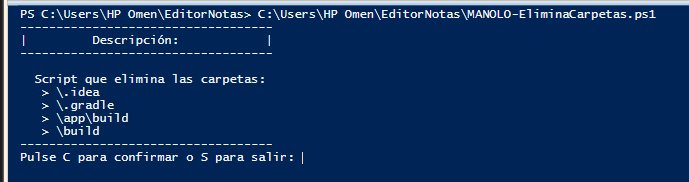 PS C:\Users\HP Omen\EditorNotas> C:\Users\HP Omen\EditorNotas\MANOLO-EliminaCarpetas.ps1
-----------------------------------
|         Descripción:            |
-----------------------------------
Script que elimina las carpetas:
> \.idea
> \.gradle
> \app\build
> \build
-----------------------------------
Pulse C para confirmar o S para salir: